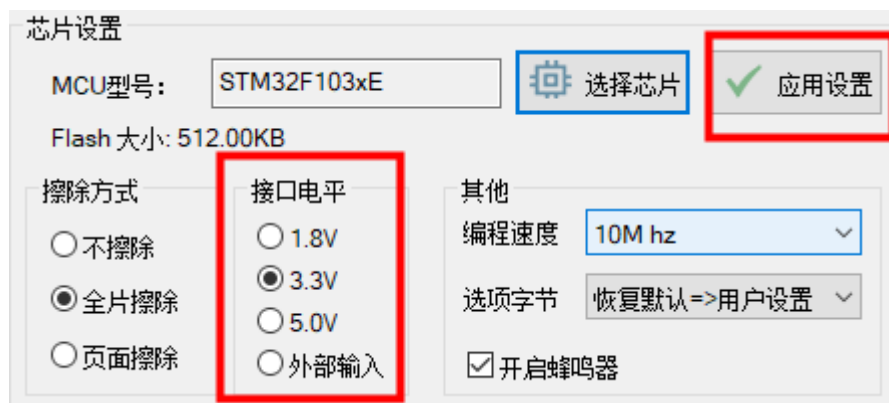 芯片设置
MCU型号： STM32F103xE 选择芯片 应用设置
Flash 大小: 512.00KB
擦除方式 接口电平 其他
不擦除 1.8V 编程速度 10M hz
全片擦除 3.3V 选项字节 恢复默认=>用户设置
5.0V
页面擦除 外部输入 开启蜂鸣器